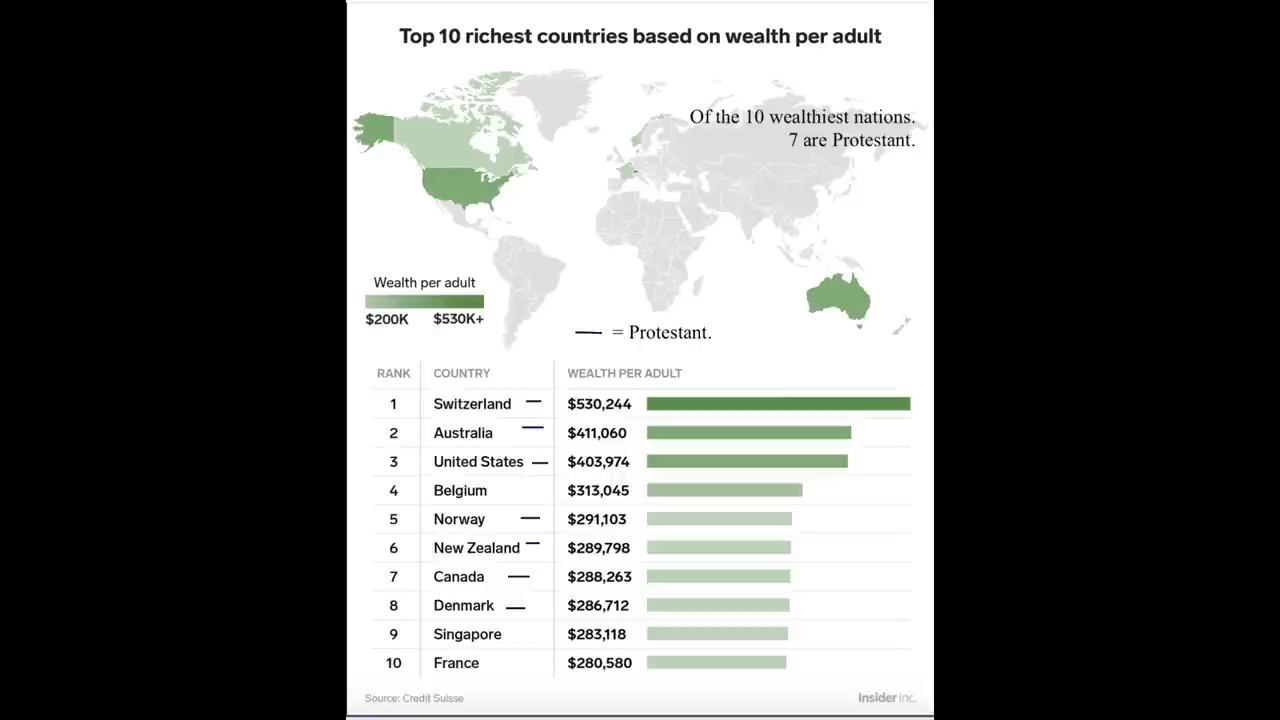 Top 10 richest countries based on wealth per adult
Of the 10 wealthiest nations.
7 are Protestant.
Wealth per adult
$200K $530K+
= Protestant.
RANK COUNTRY WEALTH PER ADULT
1 Switzerland $530,244
2 Australia $411,060
3 United States $403,974
4 Belgium $313,045
5 Norway $291,103
6 New Zealand $289,798
7 Canada $288,263
8 Denmark $286,712
9 Singapore $283,118
10 France $280,580
Source: Credit Suisse Insider Inc.